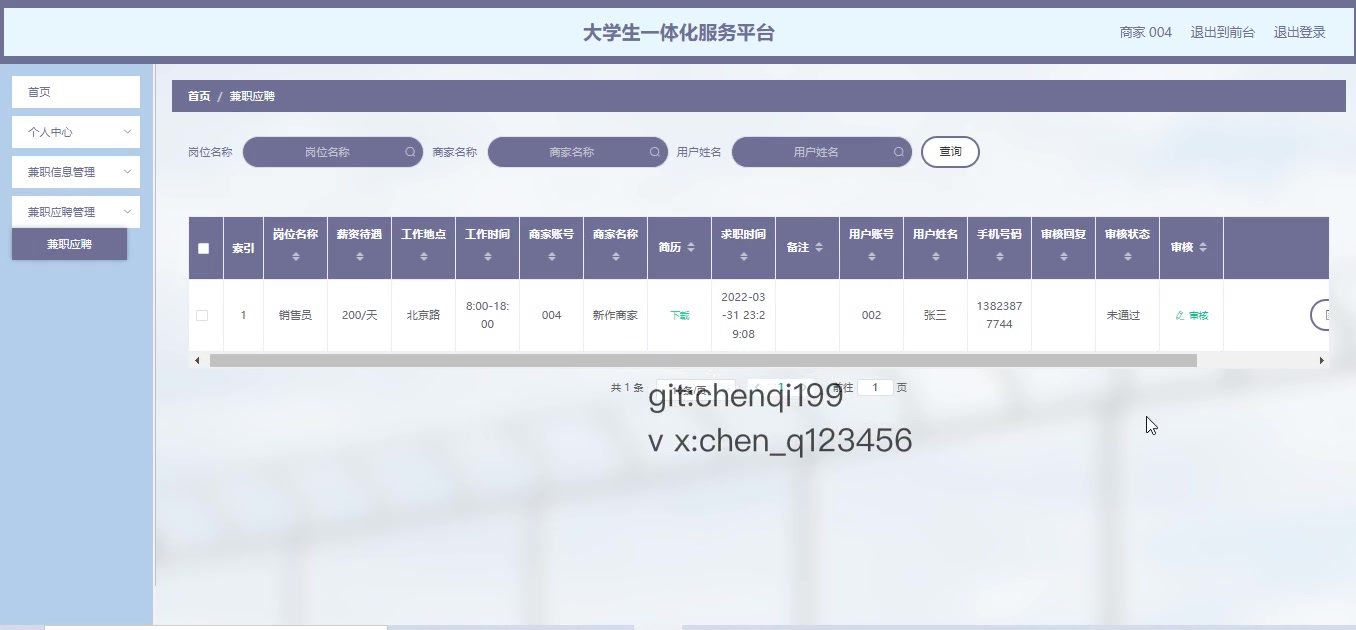 大学生一体化服务平台
商家 004 退出到前台 退出登录
首页
个人中心
兼职信息管理
兼职应聘管理
兼职应聘
首页 / 兼职应聘
岗位名称 岗位名称 商家名称 商家名称 用户姓名 用户姓名 查询
索引 岗位名称 薪资待遇 工作地点 工作时间 商家账号 商家名称 简历 求职时间 备注 用户账号 用户姓名 手机号码 审核回复 审核状态 审核
1 销售员 200/天 北京路 8:00-18:00 004 新作商家 下载 2022-03-31 23:29:08 002 张三 13823877744 未通过 审核
共 1 条 10条/页 1 前往 1 页
git:chenqi199
v x:chen_q123456